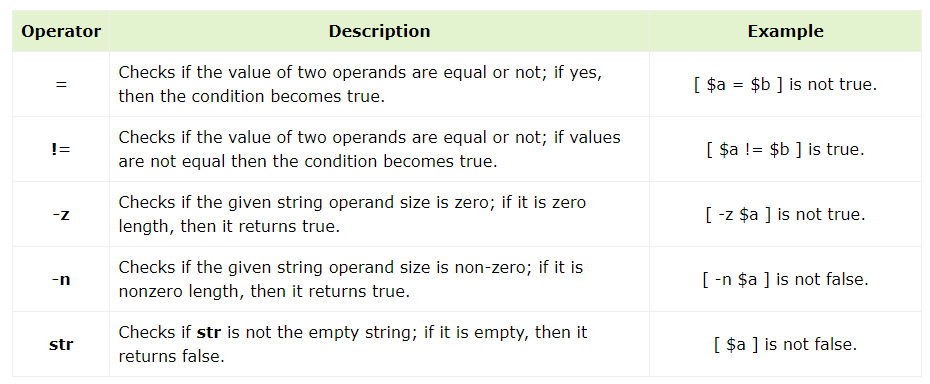 Operator Description Example
= Checks if the value of two operands are equal or not; if yes, then the condition becomes true. [ $a = $b ] is not true.
!= Checks if the value of two operands are equal or not; if values are not equal then the condition becomes true. [ $a != $b ] is true.
-z Checks if the given string operand size is zero; if it is zero length, then it returns true. [ -z $a ] is not true.
-n Checks if the given string operand size is non-zero; if it is nonzero length, then it returns true. [ -n $a ] is not false.
str Checks if str is not the empty string; if it is empty, then it returns false. [ $a ] is not false.